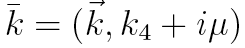 \bar{k} = (\vec{k}, k_4 + i\mu)